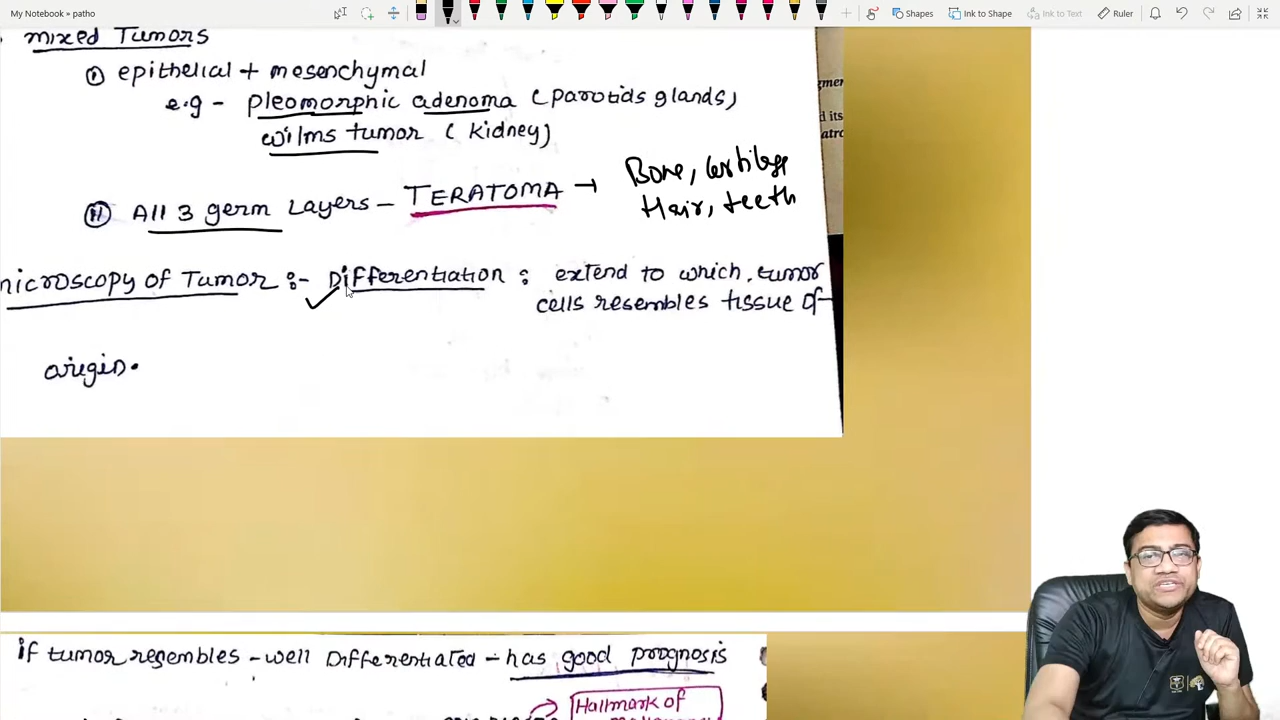 My Notebook » patho
Shapes
Ink to Shape
Ink to Text
Ruler
mixed Tumors
I epithelial + mesenchymal
e.g - pleomorphic adenoma (parotids glands)
wilms tumor ( kidney)
II All 3 germ Layers - TERATOMA →
Bone,
Hair, teeth
microscopy of Tumor :- Differentiation : extend to which, tumor
cells resembles tissue of
origin.
if tumor resembles - well Differentiated - has good prognosis
Hallmark of